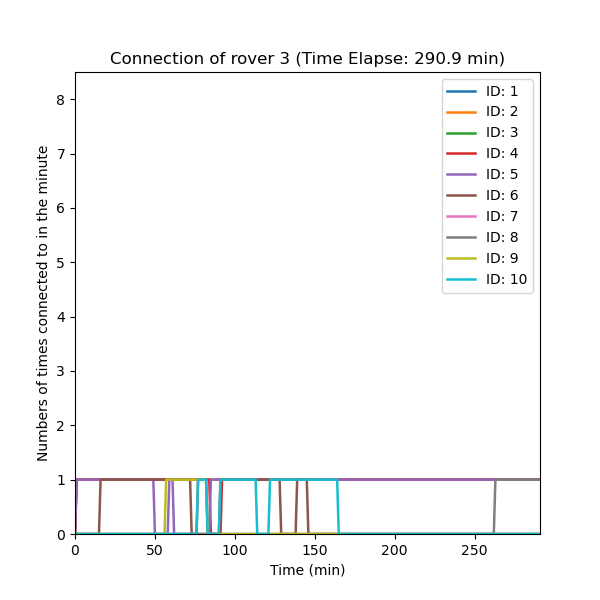 Connection of rover 3 (Time Elapse: 290.9 min)
Numbers of times connected to in the minute
8
7
6
5
4
3
2
1
0
ID: 1
ID: 2
ID: 3
ID: 4
ID: 5
ID: 6
ID: 7
ID: 8
ID: 9
ID: 10
0 50 100 150 200 250
Time (min)